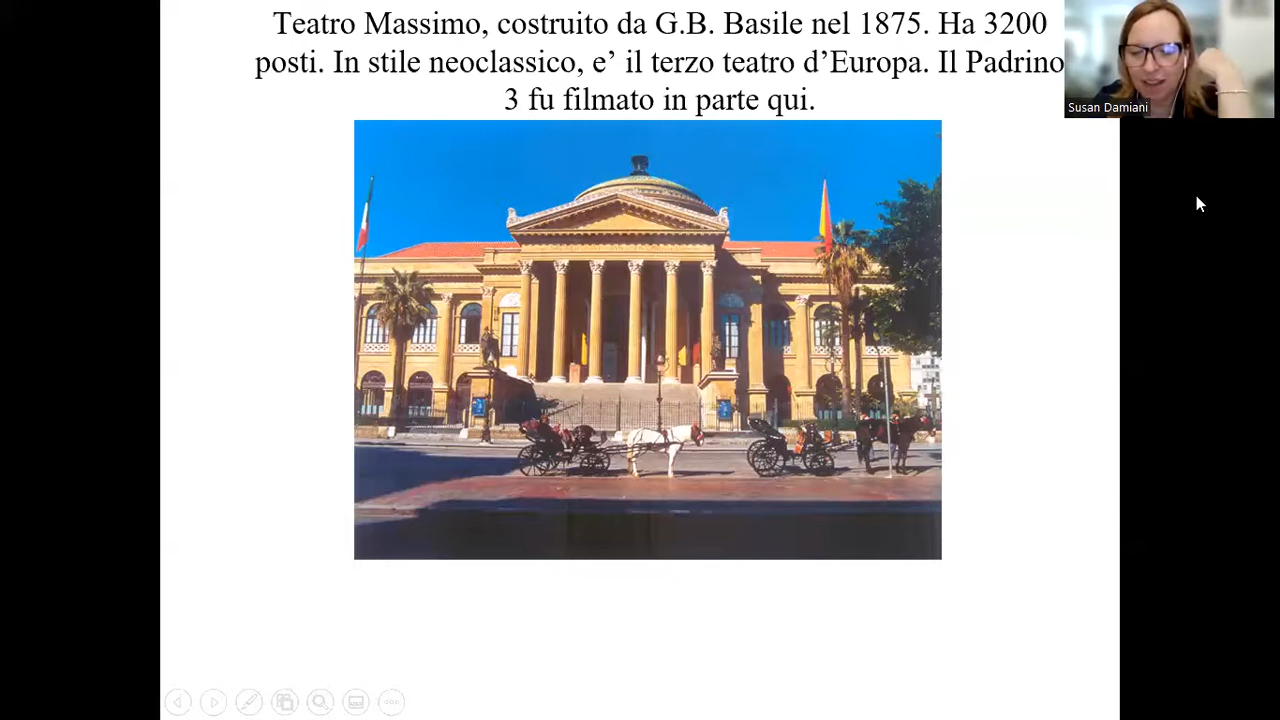 Teatro Massimo, costruito da G.B. Basile nel 1875. Ha 3200
posti. In stile neoclassico, e’ il terzo teatro d’Europa. Il Padrino
3 fu filmato in parte qui.
Susan Damiani